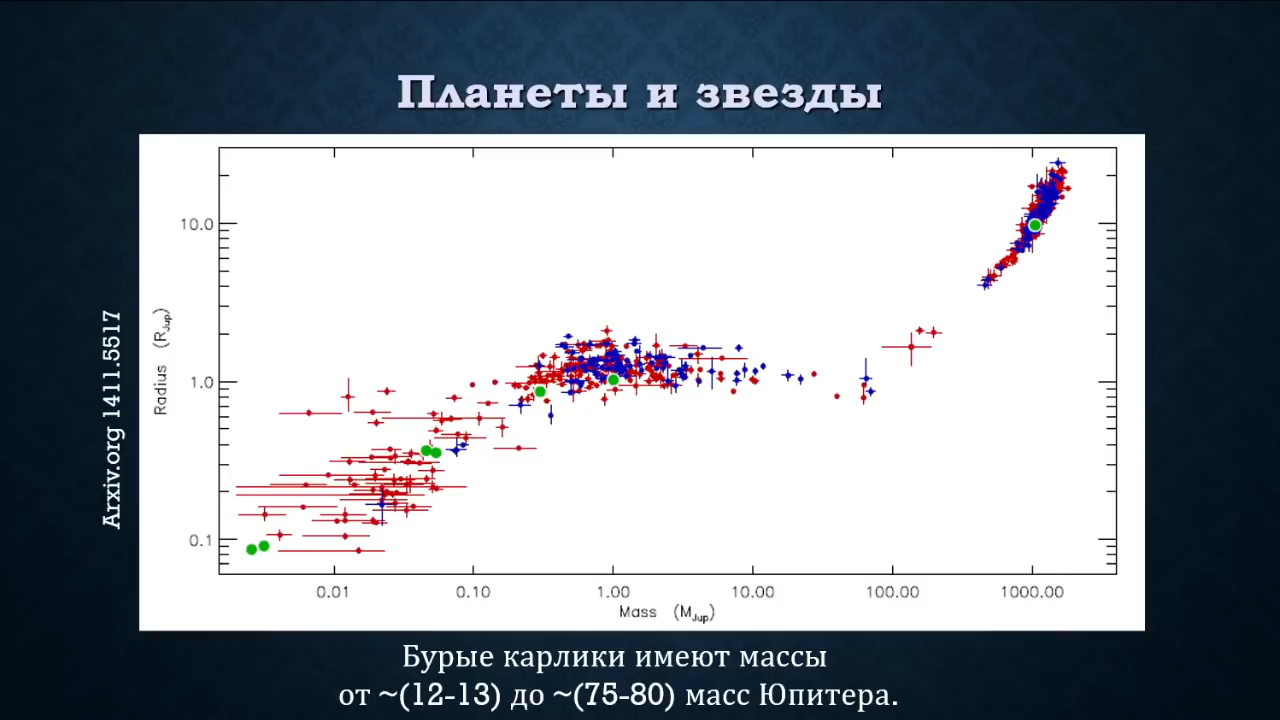 Планеты и звезды
Arxiv.org 1411.5517
10.0
1.0
0.1
Radius (RJup)
0.01 0.10 1.00 10.00 100.00 1000.00
Mass (MJup)
Бурые карлики имеют массы
от ~(12-13) до ~(75-80) масс Юпитера.